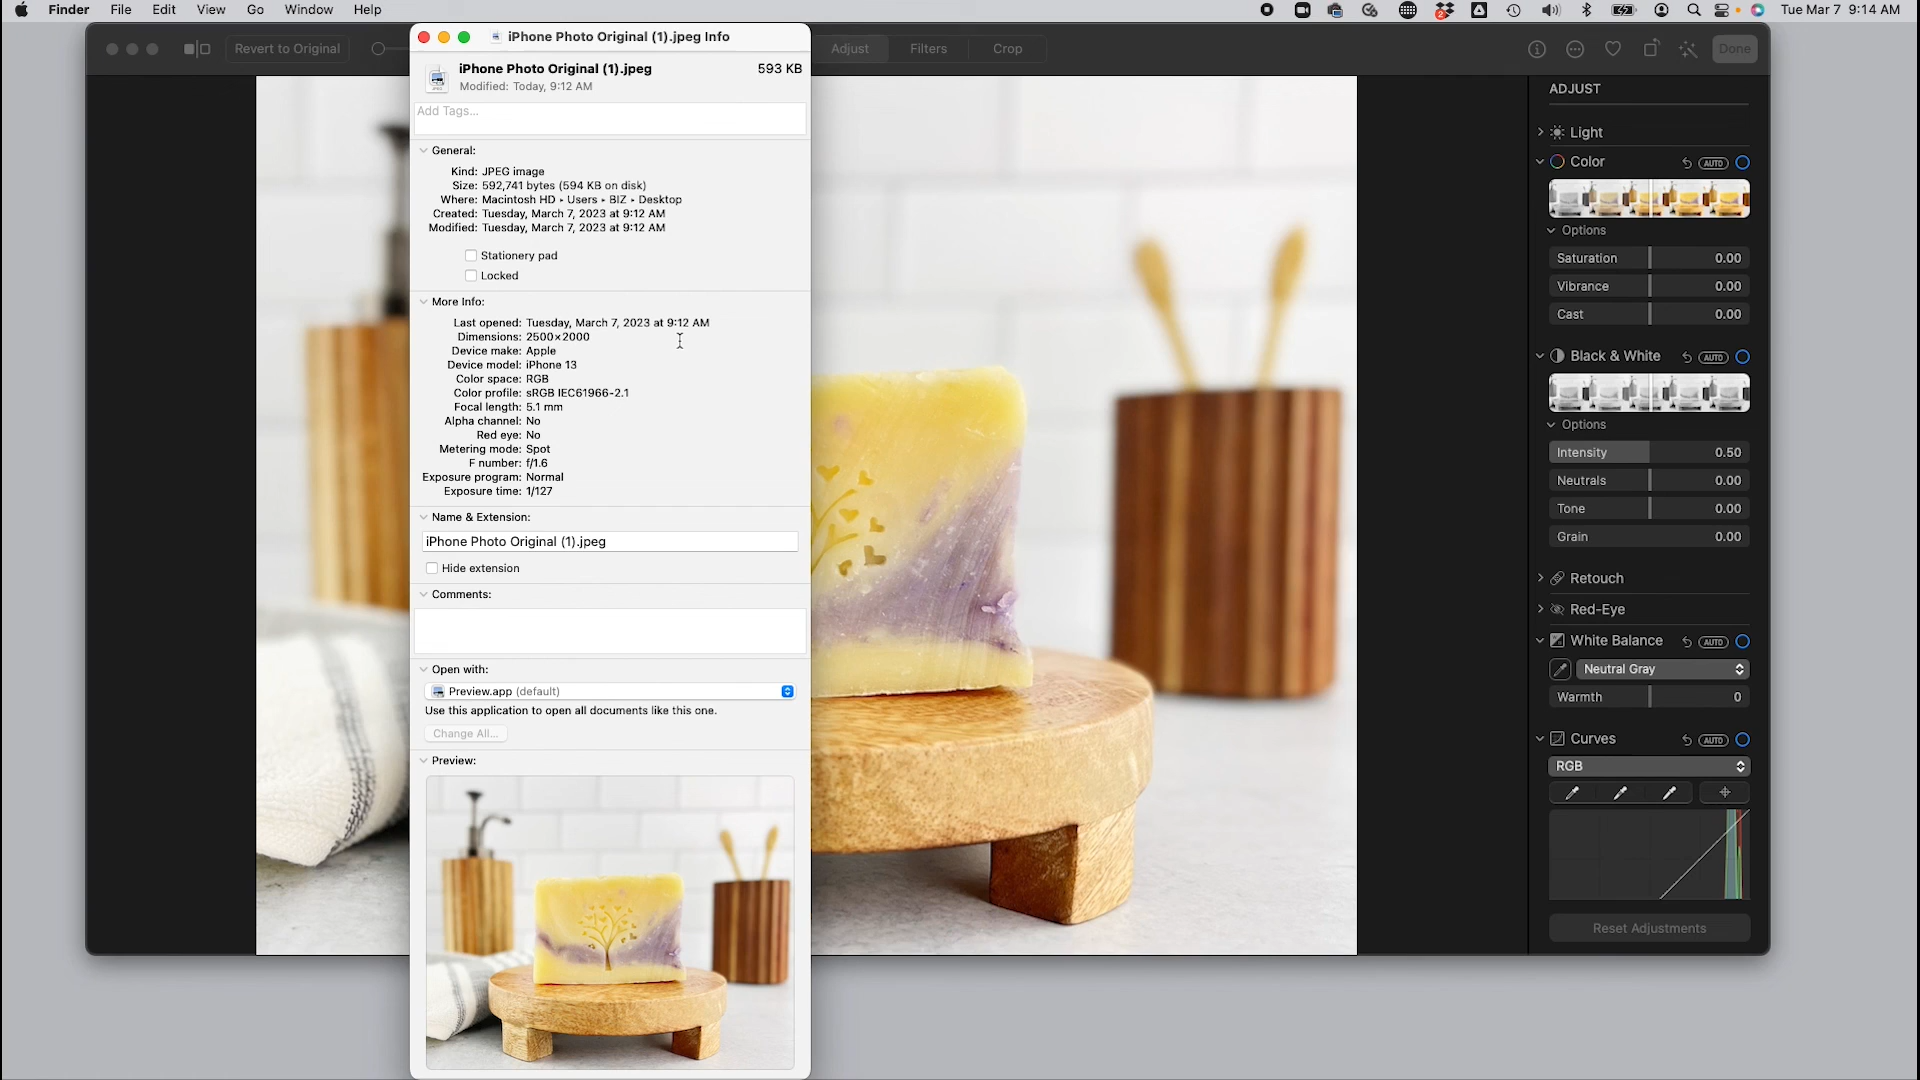 Finder File Edit View Go Window Help
2
Tue Mar 7 9:14 AM
Revert to Original
Adjust Filters Crop
Done
iPhone Photo Original (1).jpeg Info
iPhone Photo Original (1).jpeg 593 KB
Modified: Today, 9:12 AM
Add Tags...
General:
Kind: JPEG image
Size: 592,741 bytes (594 KB on disk)
Where: Macintosh HD ▸ Users ▸ BIZ ▸ Desktop
Created: Tuesday, March 7, 2023 at 9:12 AM
Modified: Tuesday, March 7, 2023 at 9:12 AM
Stationery pad
Locked
More Info:
Last opened: Tuesday, March 7, 2023 at 9:12 AM
Dimensions: 2500×2000
Device make: Apple
Device model: iPhone 13
Color space: RGB
Color profile: sRGB IEC61966-2.1
Focal length: 5.1 mm
Alpha channel: No
Red eye: No
Metering mode: Spot
F number: f/1.6
Exposure program: Normal
Exposure time: 1/127
Name & Extension:
iPhone Photo Original (1).jpeg
Hide extension
Comments:
Open with:
Preview.app (default)
Use this application to open all documents like this one.
Change All...
Preview:
ADJUST
Light
Color AUTO
Options
Saturation 0.00
Vibrance 0.00
Cast 0.00
Black & White AUTO
Options
Intensity 0.50
Neutrals 0.00
Tone 0.00
Grain 0.00
Retouch
Red-Eye
White Balance AUTO
Neutral Gray
Warmth 0
Curves AUTO
RGB
Reset Adjustments